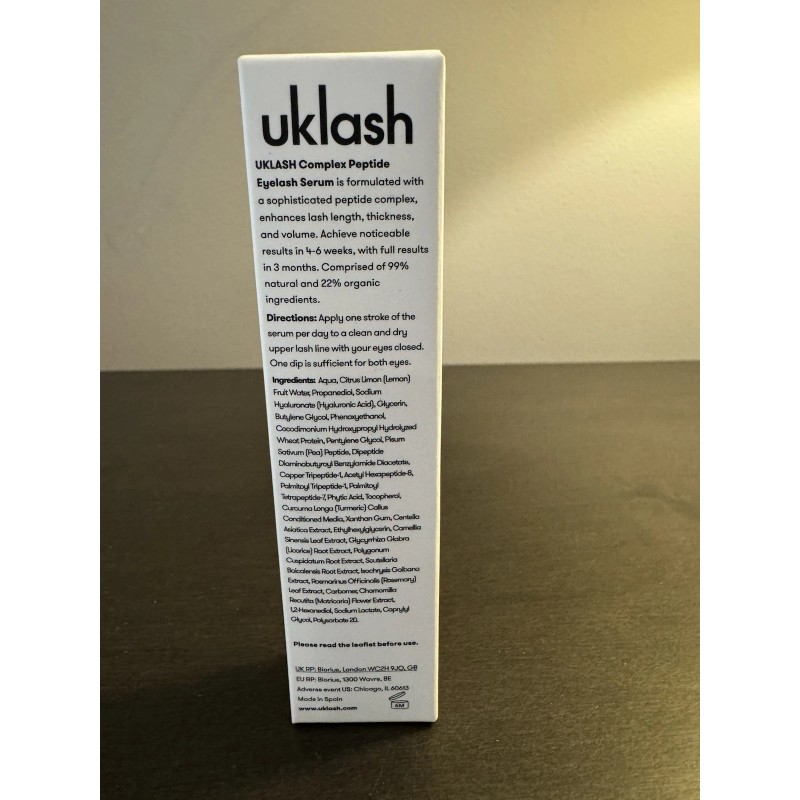 uklash
UKLASH Complex Peptide
Eyelash Serum is formulated with
a sophisticated peptide complex,
enhances lash length, thickness,
and volume. Achieve noticeable
results in 4-6 weeks, with full results
in 3 months. Comprised of 99%
natural and 22% organic
ingredients.
Directions: Apply one stroke of the
serum per day to a clean and dry
upper lash line with your eyes closed.
One dip is sufficient for both eyes.
Ingredients: Aqua, Citrus Limon (Lemon)
Fruit Water, Propanediol, Sodium
Hyaluronate (Hyaluronic Acid), Glycerin,
Butylene Glycol, Phenoxyethanol,
Cocodimonium Hydroxypropyl Hydrolyzed
Wheat Protein, Pentylene Glycol, Pisum
Sativum (Pea) Peptide, Dipeptide
Diaminobutyroyl Benzylamide Diacetate,
Copper Tripeptide-1, Acetyl Hexapeptide-8,
Palmitoyl Tripeptide-1, Palmitoyl
Tetrapeptide-7, Phytic Acid, Tocopherol,
Curcuma Longa (Turmeric) Callus
Conditioned Media, Xanthan Gum, Centella
Asiatica Extract, Ethylhexylglycerin, Camellia
Sinensis Leaf Extract, Glycyrrhiza Glabra
(Licorice) Root Extract, Polygonum
Cuspidatum Root Extract, Scutellaria
Baicalensis Root Extract, Isochrysis Galbana
Extract, Rosmarinus Officinalis (Rosemary)
Leaf Extract, Carbomer, Chamomilla
Recutita (Matricaria) Flower Extract,
1,2-Hexanediol, Sodium Lactate, Caprylyl
Glycol, Polysorbate 20.
Please read the leaflet before use.
UK RP: Biorius, London WC2H 9JQ, GB
EU RP: Biorius, 1300 Wavre, BE
Adverse event US: Chicago, IL 60613
Made in Spain
www.uklash.com
6M